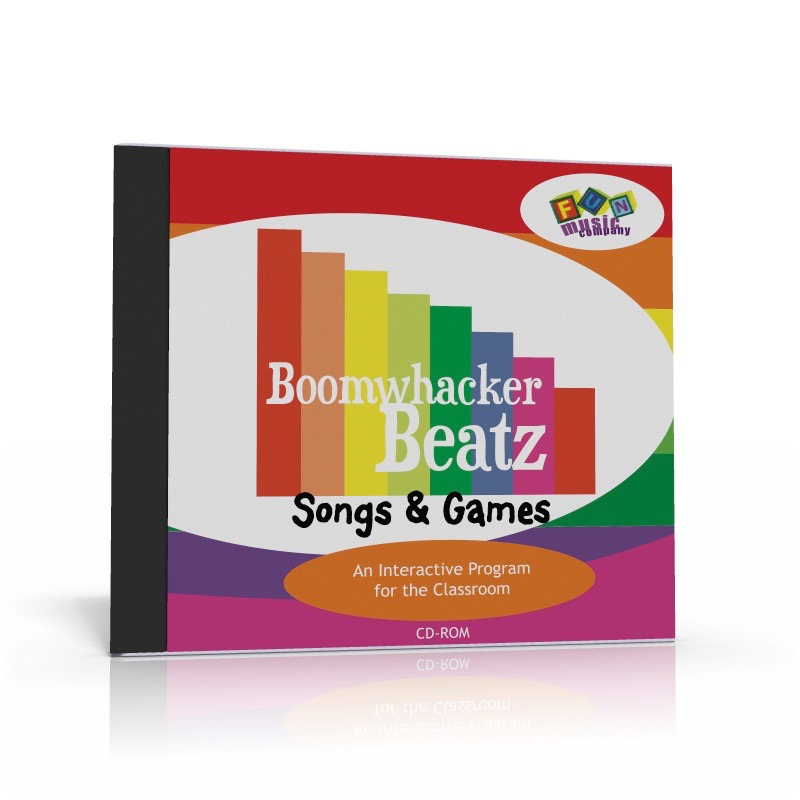 FUN
music
company
Boomwhacker
Beatz
Songs & Games
An Interactive Program
for the Classroom
CD-ROM